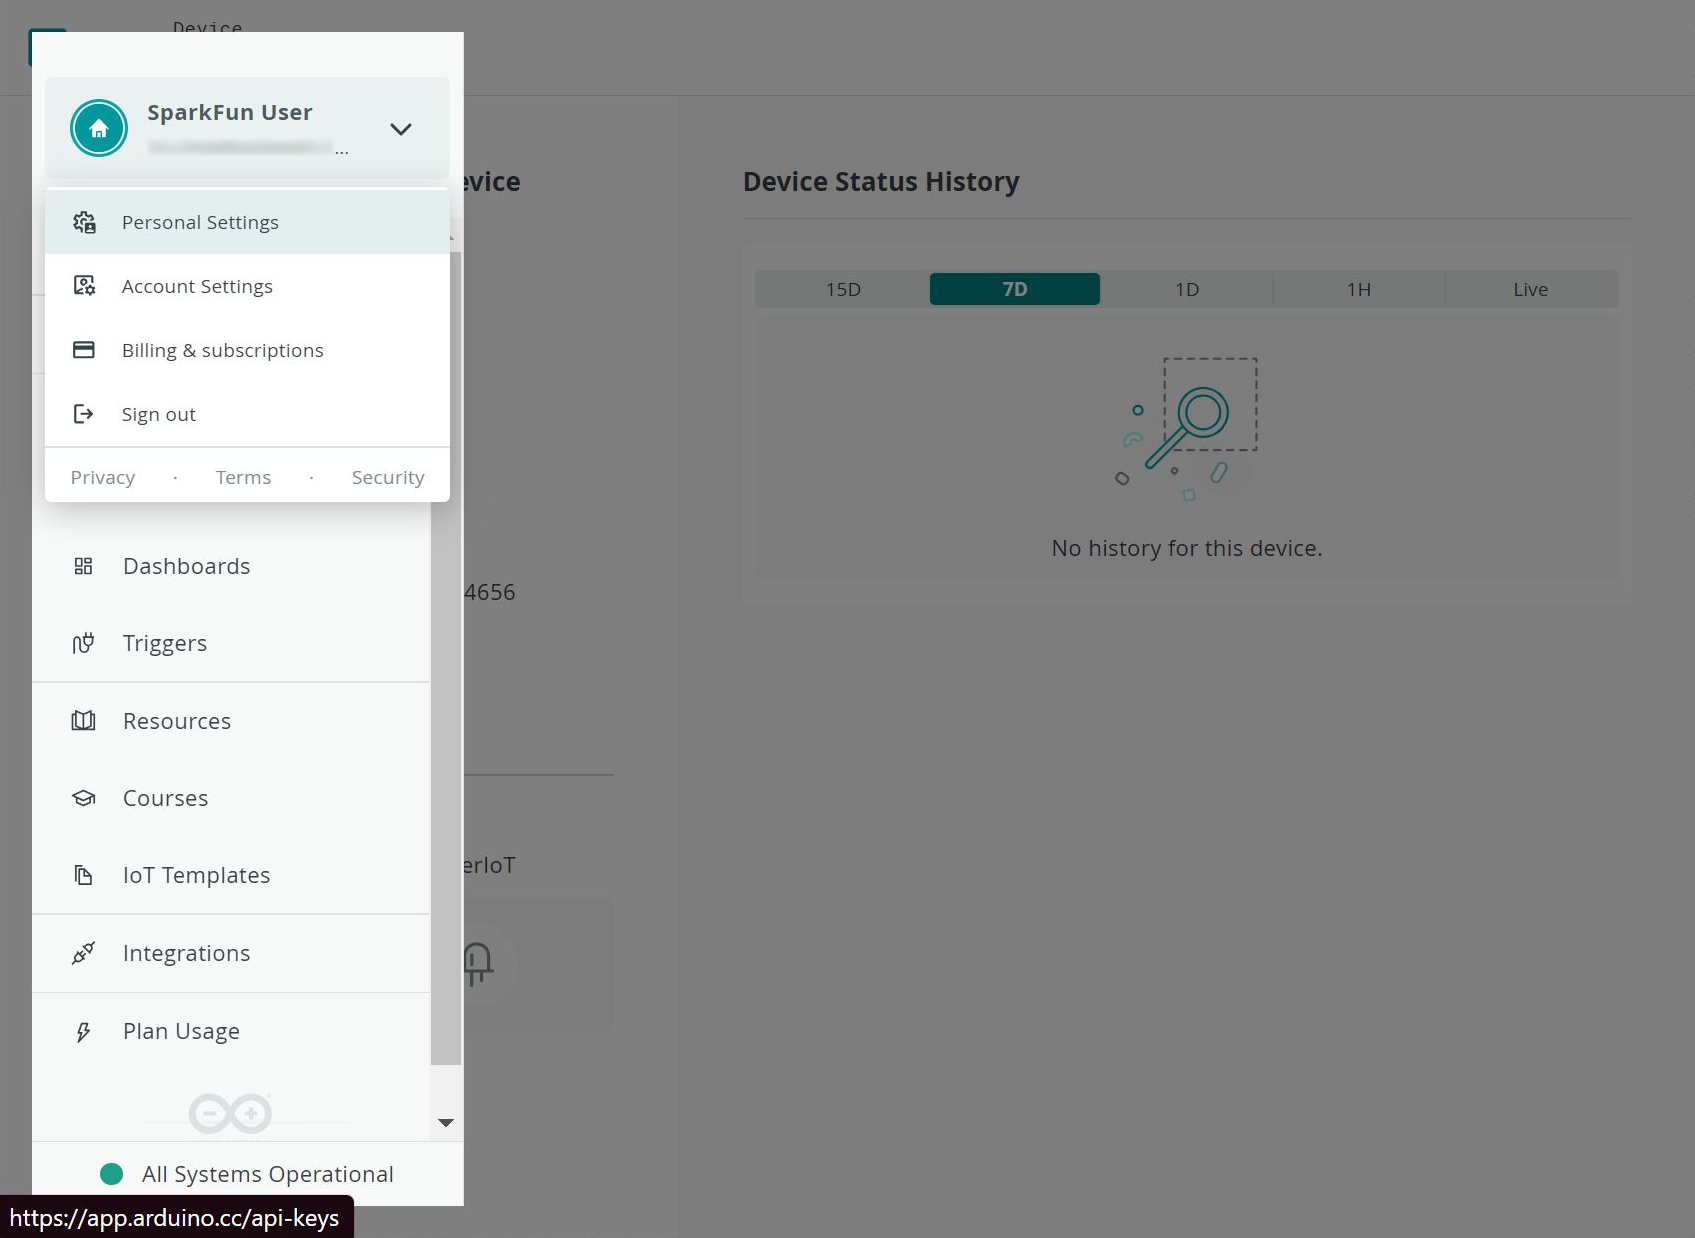 Device
SparkFun User
...
Personal Settings
Account Settings
Billing & subscriptions
Sign out
Privacy · Terms · Security
Dashboards
Triggers
Resources
Courses
IoT Templates
Integrations
Plan Usage
All Systems Operational
https://app.arduino.cc/api-keys
evice
4656
erIoT
Device Status History
15D 7D 1D 1H Live
No history for this device.